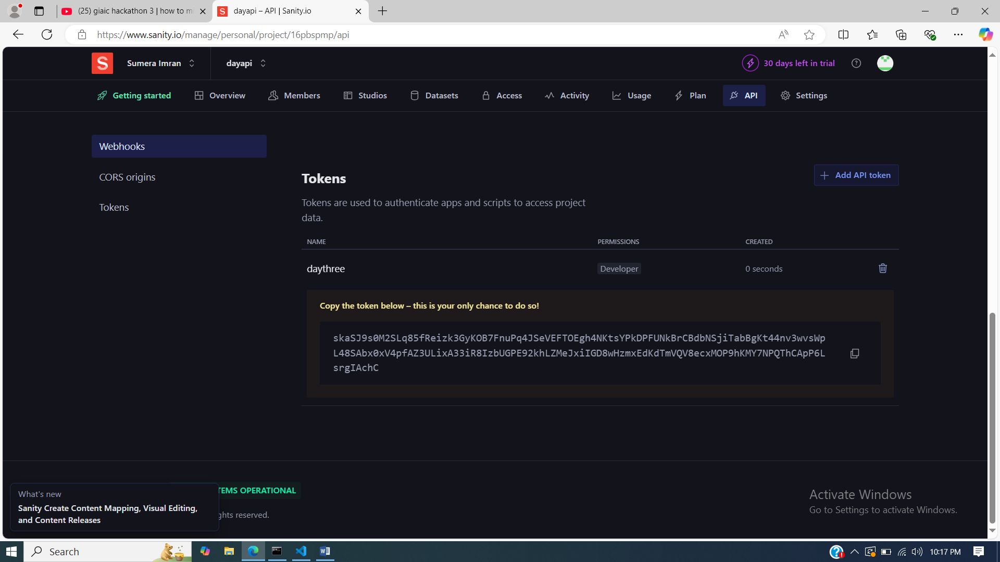 (25) giaic hackathon 3 | how to mi
dayapi – API | Sanity.io
https://www.sanity.io/manage/personal/project/16pbspmp/api
S
Sumera Imran
dayapi
30 days left in trial
Getting started
Overview
Members
Studios
Datasets
Access
Activity
Usage
Plan
API
Settings
Webhooks
CORS origins
Tokens
Tokens
Add API token
Tokens are used to authenticate apps and scripts to access project
data.
NAME
PERMISSIONS
CREATED
daythree
Developer
0 seconds
Copy the token below – this is your only chance to do so!
skaSJ9s0M2SLq85fReizk3GyKOB7FnuPq4JSeVEFTOEgh4NKtsYPkDPFUNkBrCBdbNSjiTabBgKt44nv3wvsWp
L48SAbx0xV4pfAZ3ULixA33iR8IzbUGPE92khLZMeJxiIGD8wHzmxEdKdTmVQV8ecxMOP9hKMY7NPQThCApP6L
srgIAchC
TEMS OPERATIONAL
ghts reserved.
What's new
Sanity Create Content Mapping, Visual Editing,
and Content Releases
Activate Windows
Go to Settings to activate Windows.
Search
10:17 PM